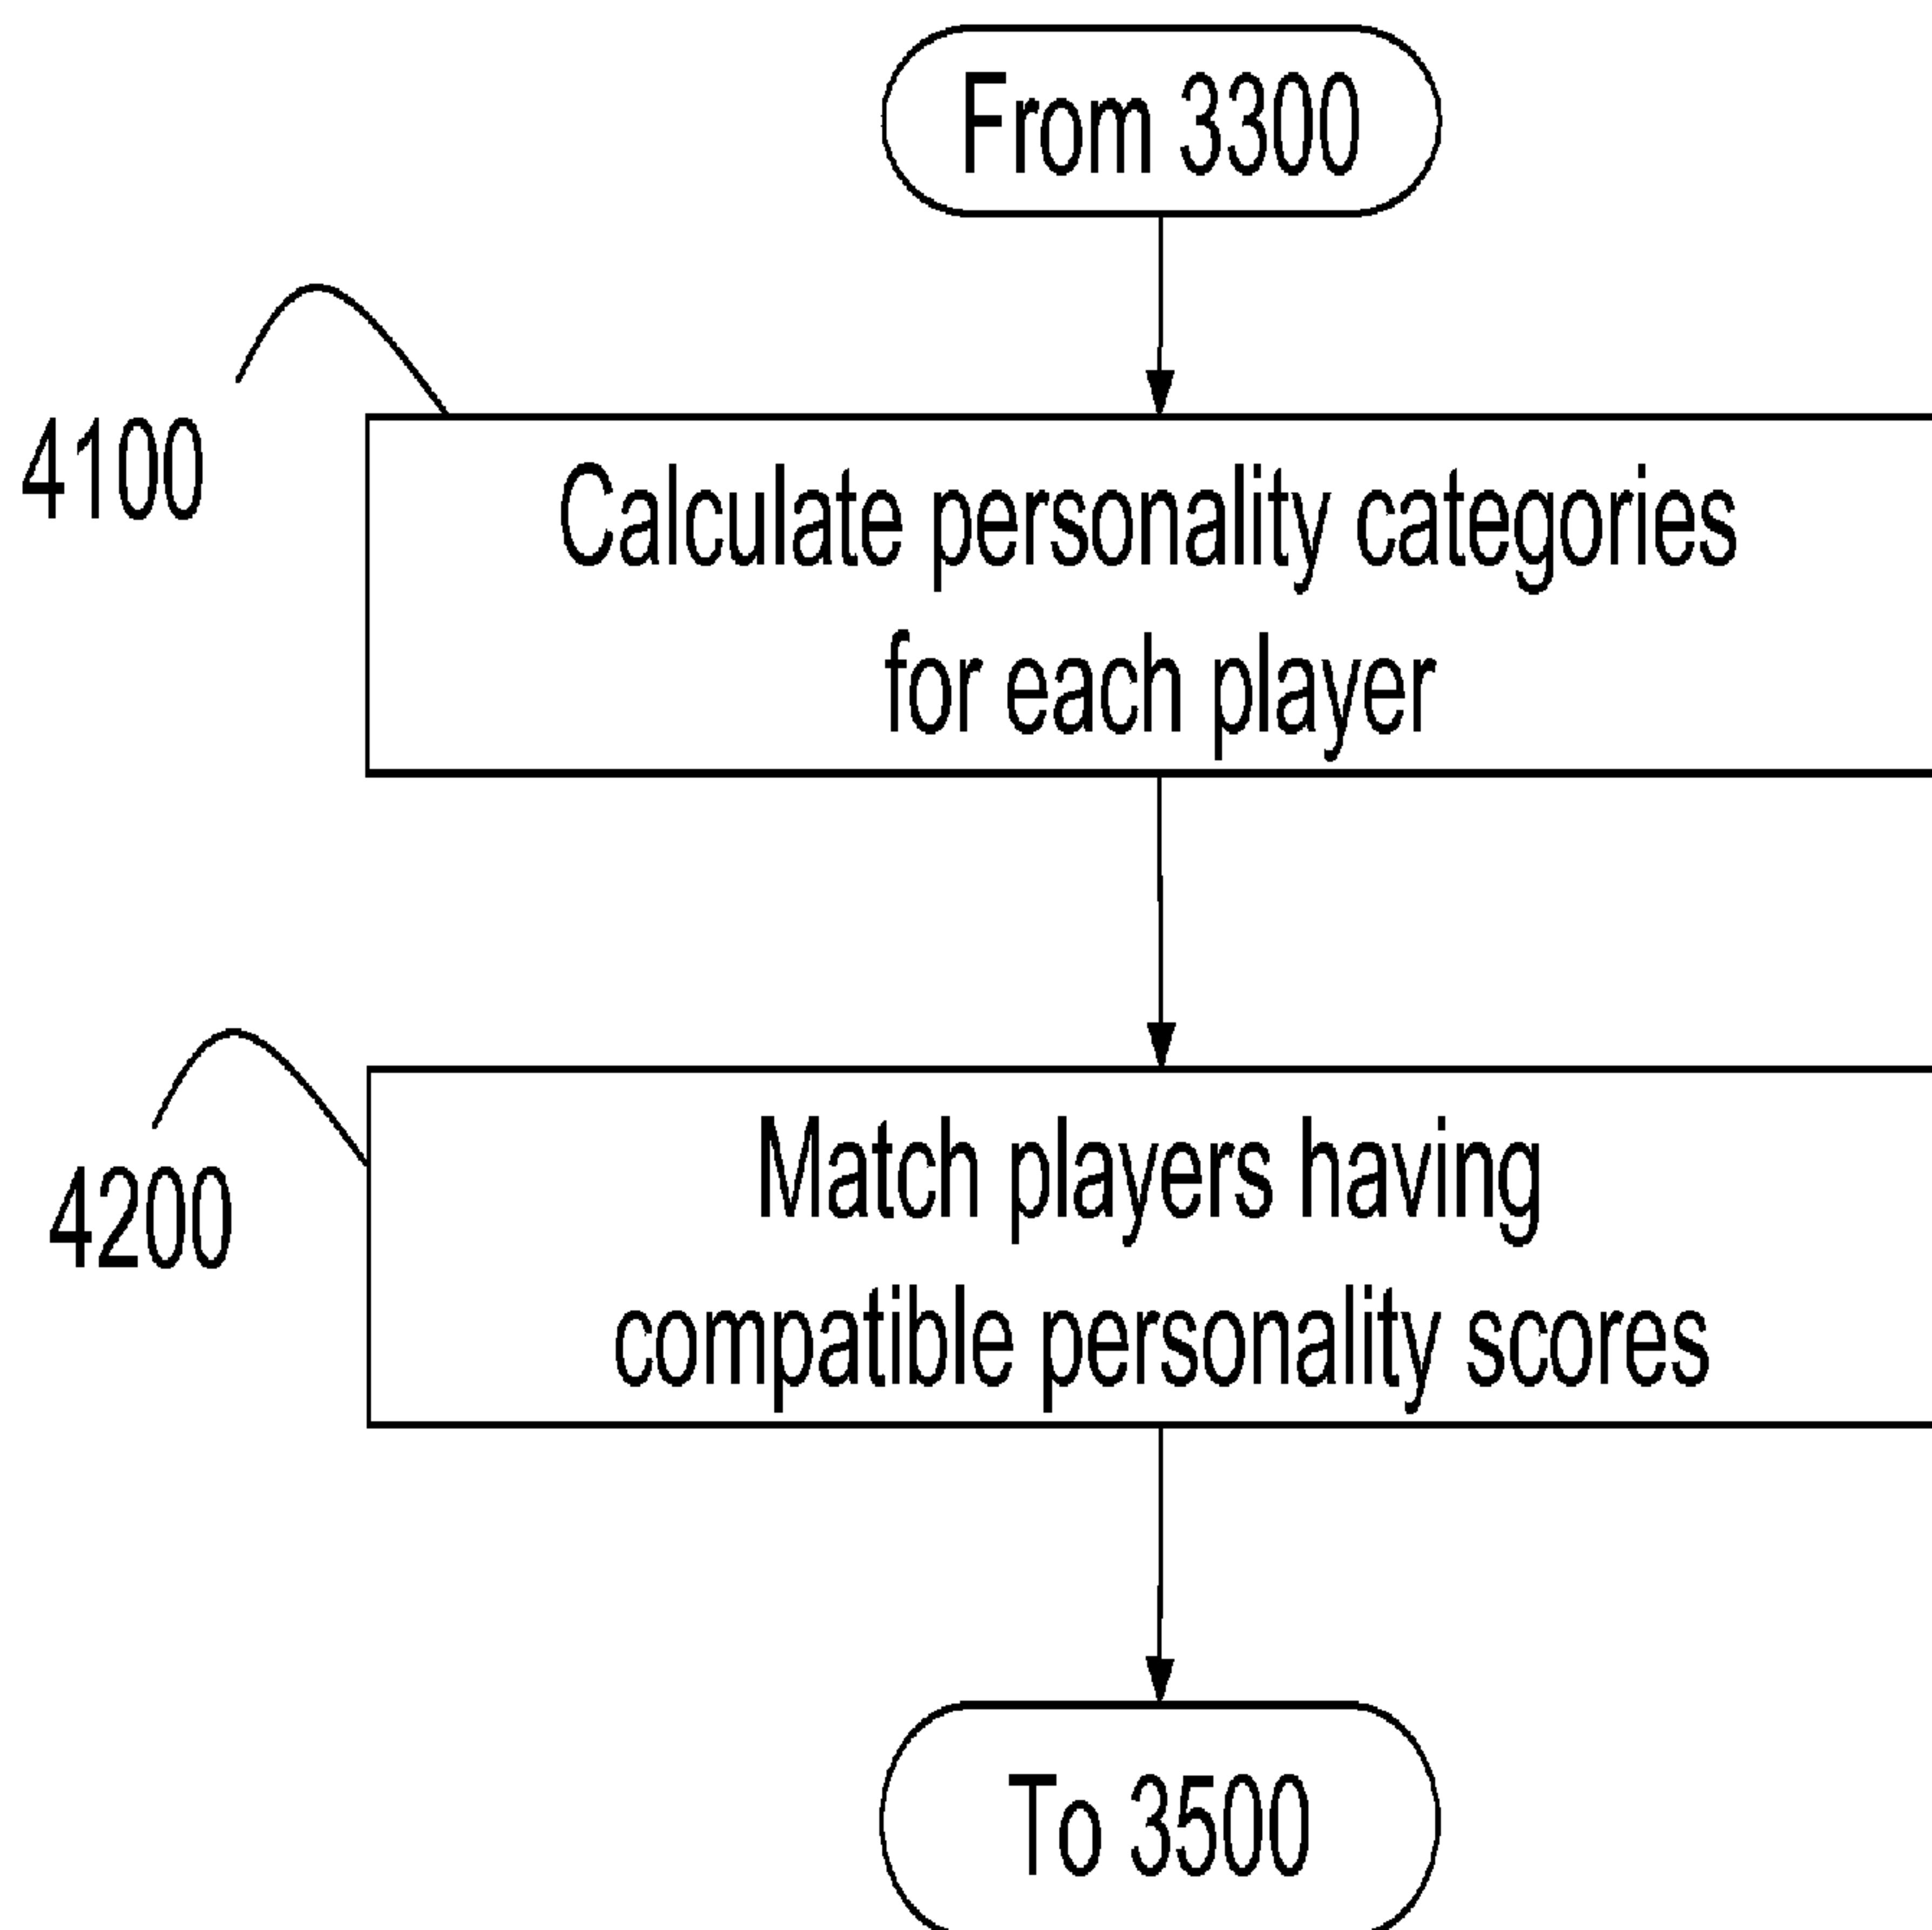 From 3300
4100
Calculate personality categories
for each player
4200
Match players having
compatible personality scores
To 3500